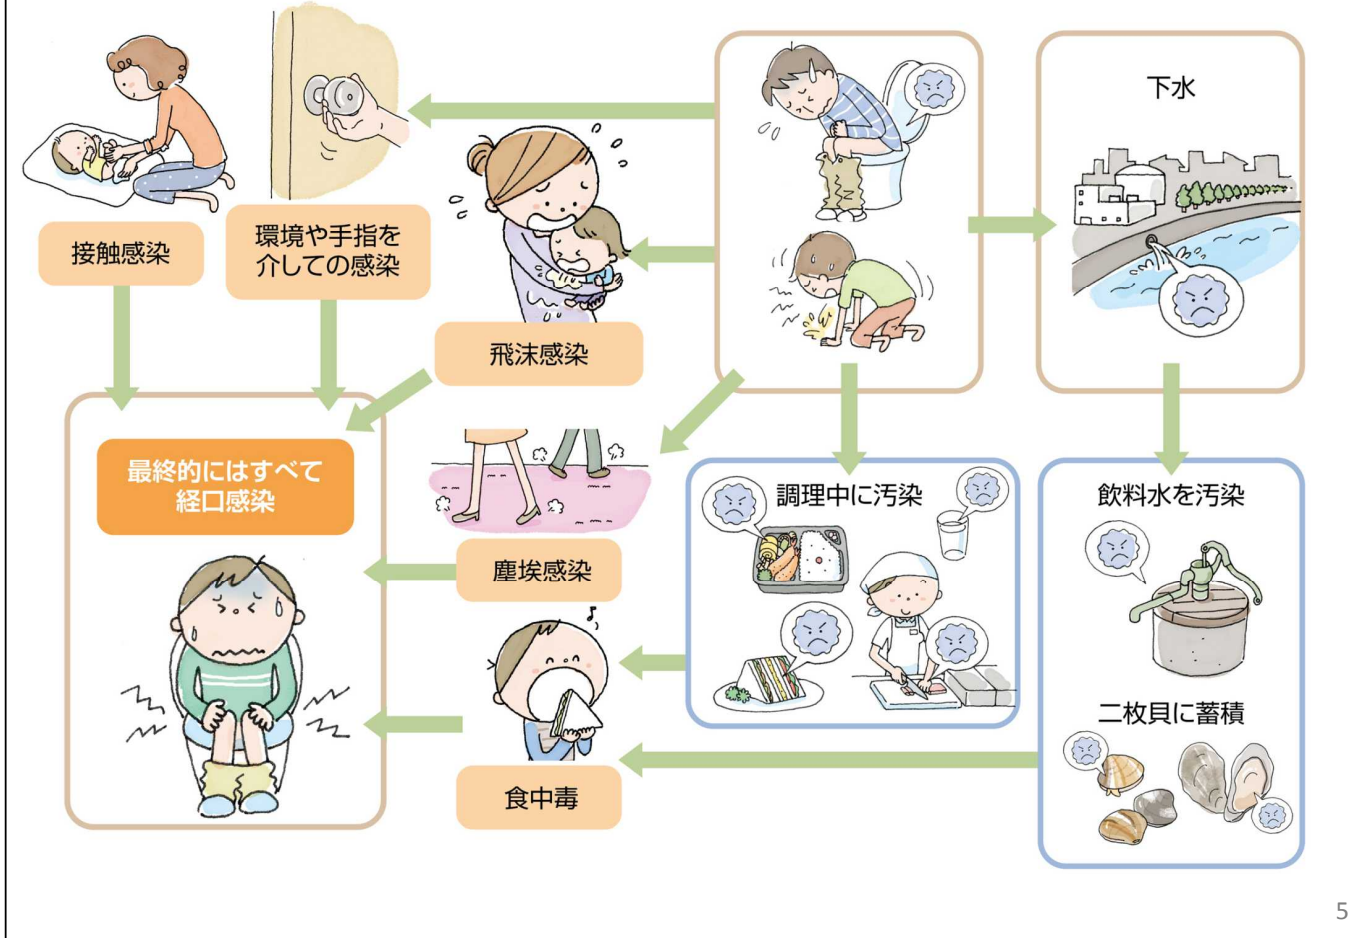 下水
接触感染
環境や手指を
介しての感染
飛沫感染
最終的にはすべて
経口感染
塵埃感染
調理中に汚染
飲料水を汚染
二枚貝に蓄積
食中毒
5